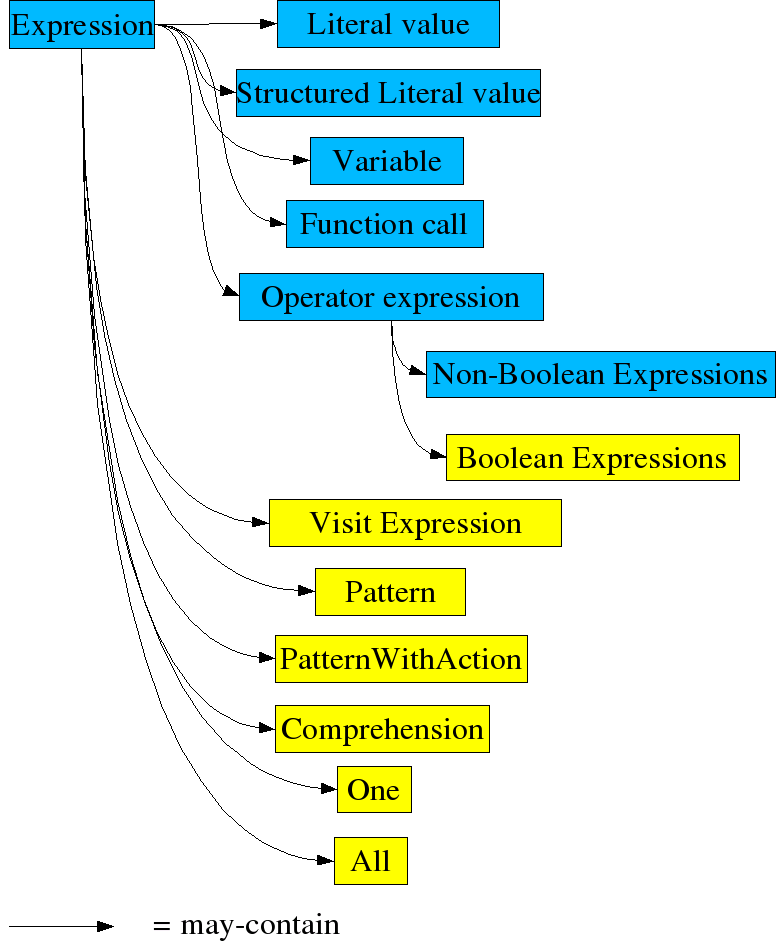 Expression
Literal value
Structured Literal value
Variable
Function call
Operator expression
Non-Boolean Expressions
Boolean Expressions
Visit Expression
Pattern
PatternWithAction
Comprehension
One
All
= may-contain